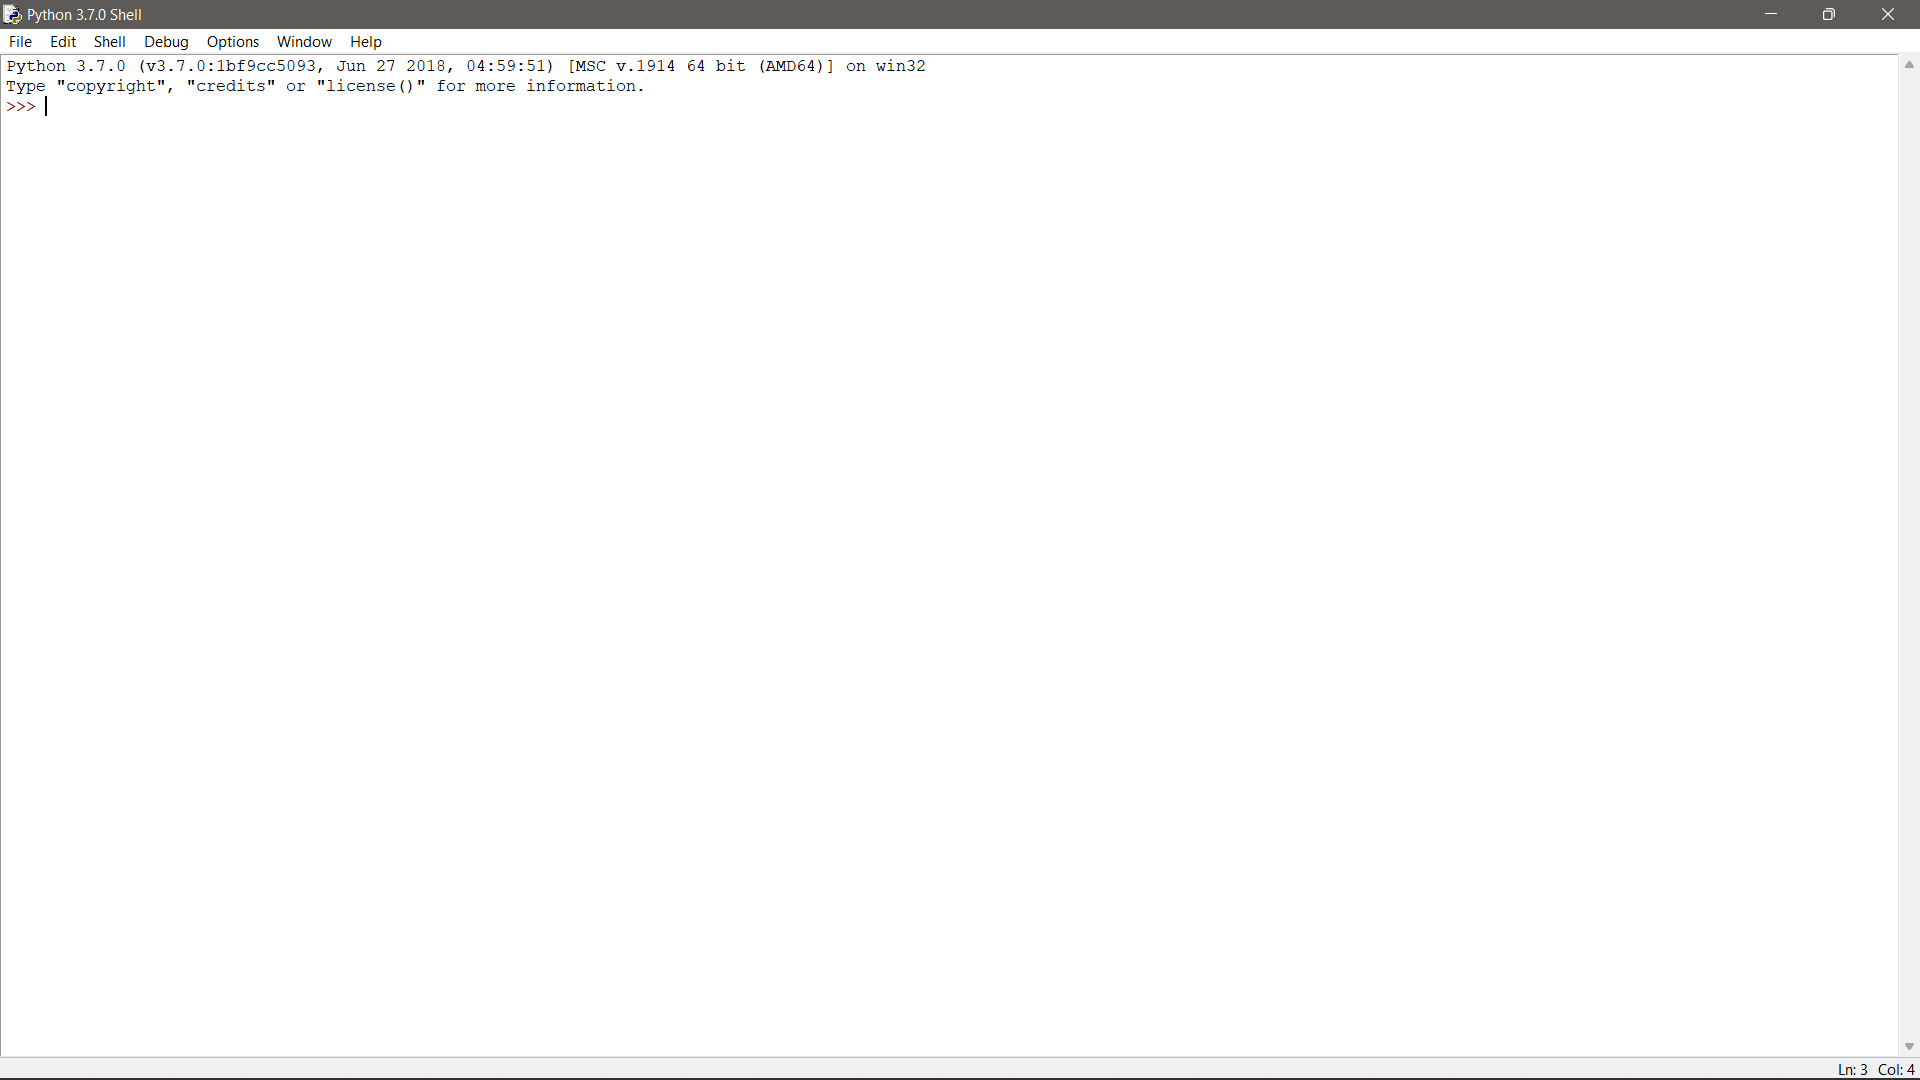 Python 3.7.0 Shell
File Edit Shell Debug Options Window Help
Python 3.7.0 (v3.7.0:1bf9cc5093, Jun 27 2018, 04:59:51) [MSC v.1914 64 bit (AMD64)] on win32
Type "copyright", "credits" or "license()" for more information.
>>>
Ln: 3 Col: 4